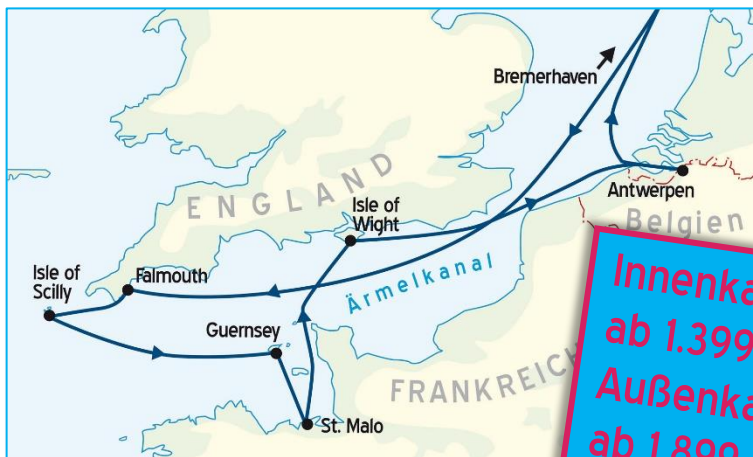 Bremerhaven
ENGLAND
Isle of
Wight
Antwerpen
Belgien
Isle of
Scilly
Falmouth
Ärmelkanal
Guernsey
FRANKREICH
St. Malo
Innenka
ab 1.399
Außenka
ab 1.899